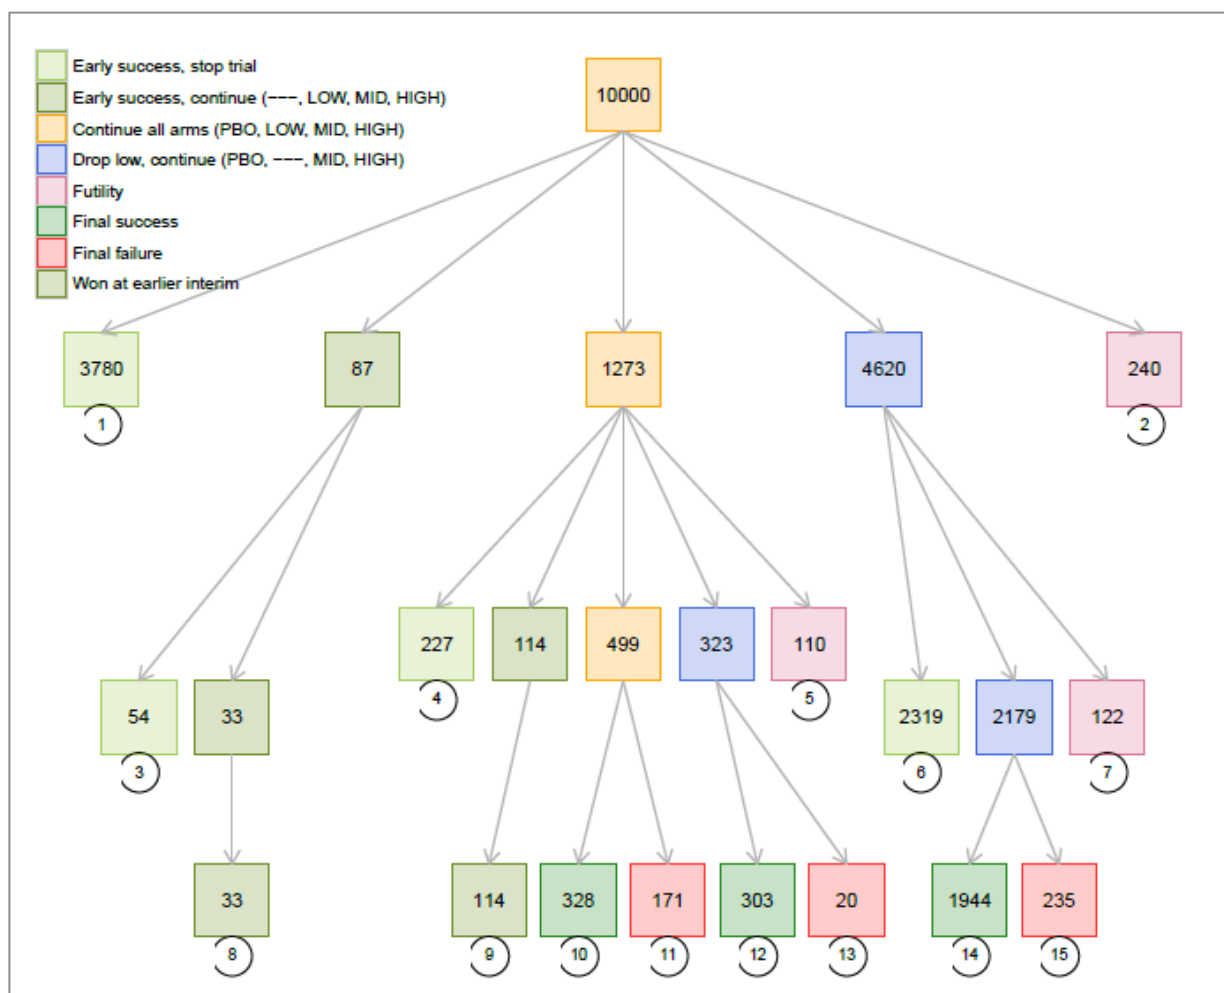 Early success, stop trial
Early success, continue (−−−, LOW, MID, HIGH)
Continue all arms (PBO, LOW, MID, HIGH)
Drop low, continue (PBO, −−−, MID, HIGH)
Futility
Final success
Final failure
Won at earlier interim
10000
3780 87 1273 4620 240
1 2
227 114 499 323 110
4 5
54 33 2319 2179 122
3 6 7
33 114 328 171 303 20 1944 235
8 9 10 11 12 13 14 15